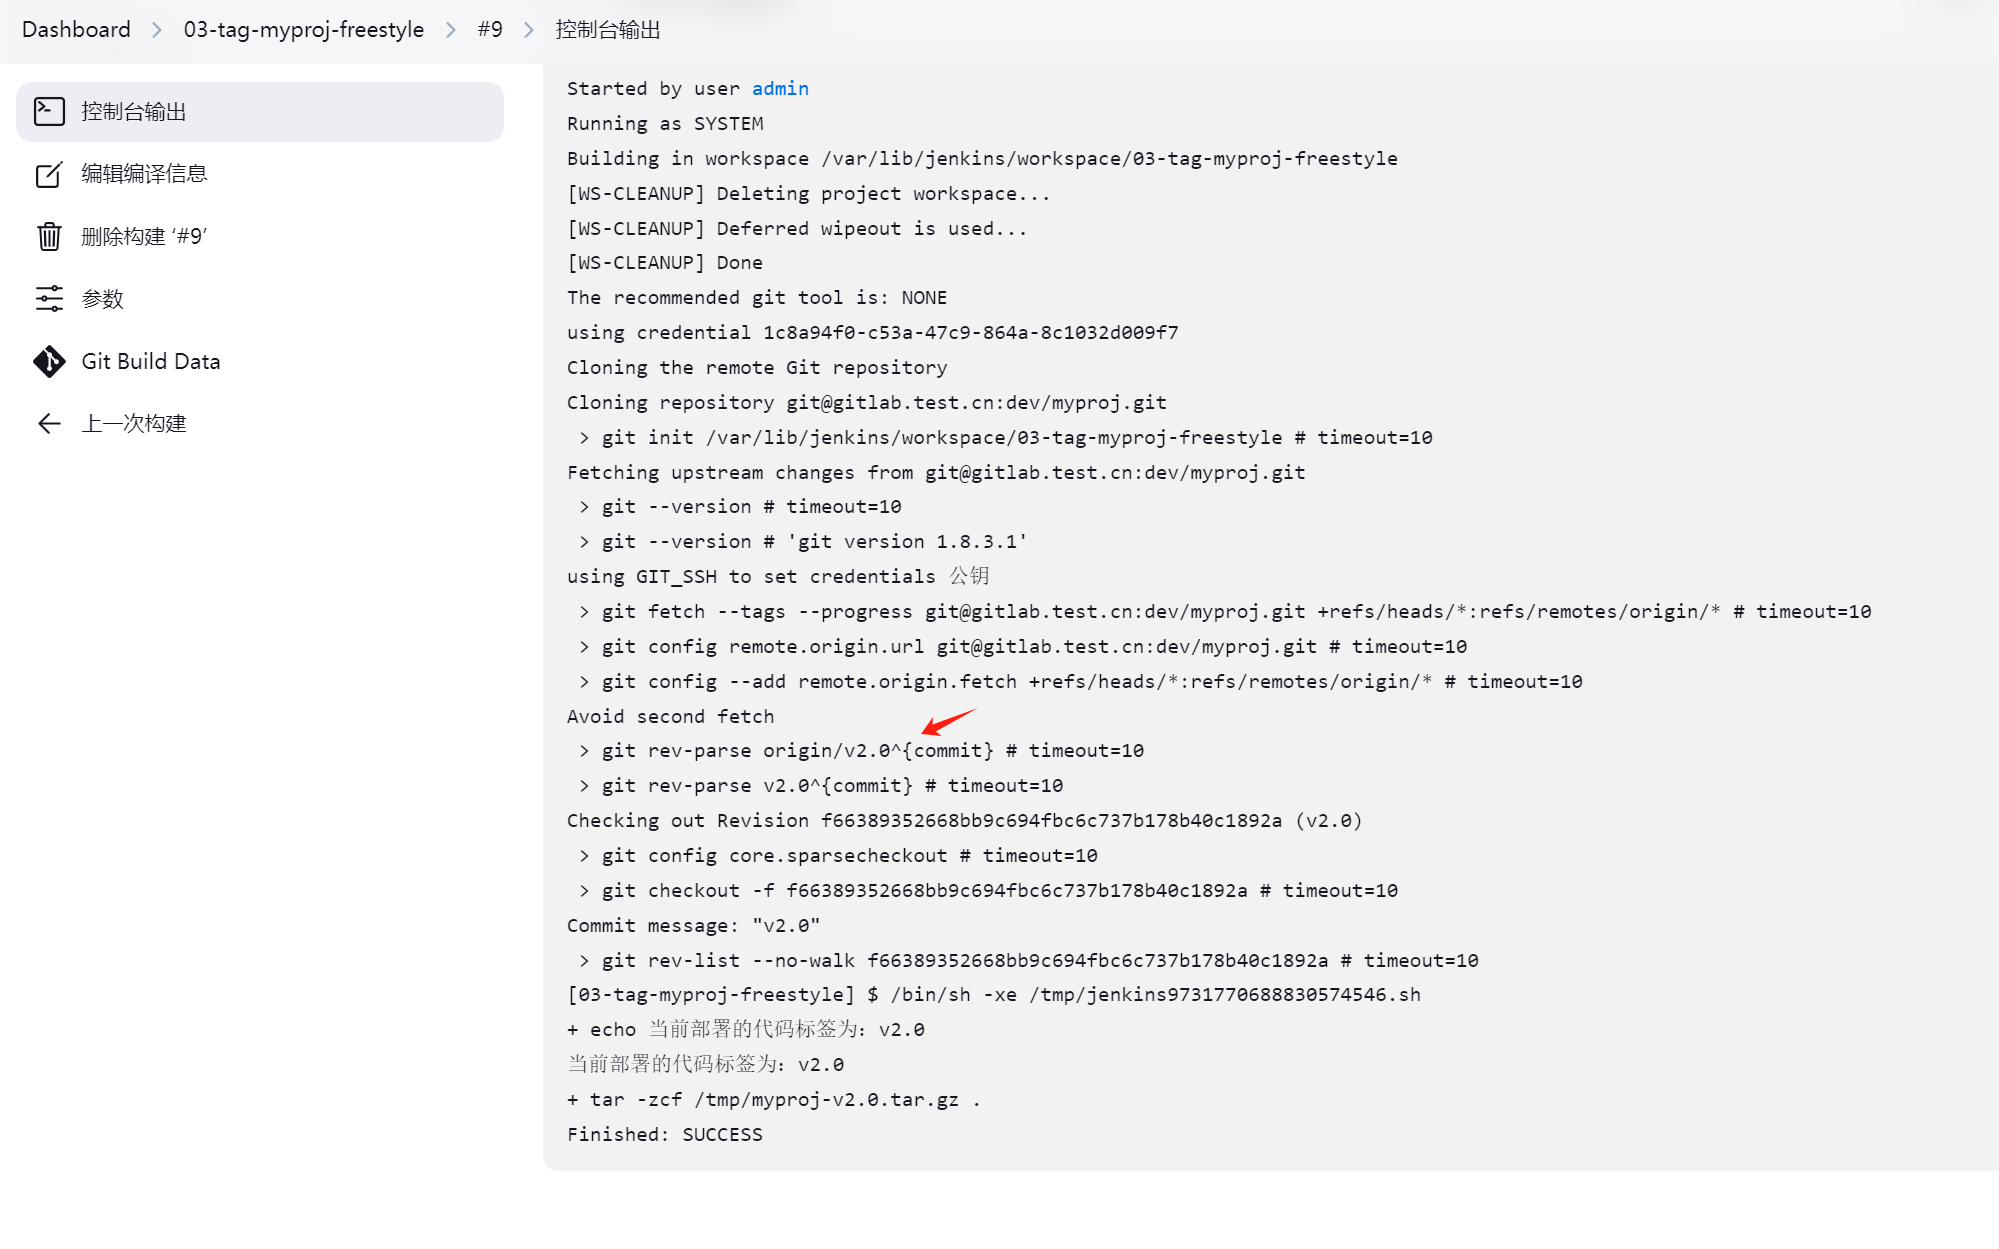 Dashboard > 03-tag-myproj-freestyle > #9 > 控制台输出
控制台输出
编辑编译信息
删除构建 ‘#9’
参数
Git Build Data
上一次构建
Started by user admin
Running as SYSTEM
Building in workspace /var/lib/jenkins/workspace/03-tag-myproj-freestyle
[WS-CLEANUP] Deleting project workspace...
[WS-CLEANUP] Deferred wipeout is used...
[WS-CLEANUP] Done
The recommended git tool is: NONE
using credential 1c8a94f0-c53a-47c9-864a-8c1032d009f7
Cloning the remote Git repository
Cloning repository git@gitlab.test.cn:dev/myproj.git
 > git init /var/lib/jenkins/workspace/03-tag-myproj-freestyle # timeout=10
Fetching upstream changes from git@gitlab.test.cn:dev/myproj.git
 > git --version # timeout=10
 > git --version # 'git version 1.8.3.1'
using GIT_SSH to set credentials 公钥
 > git fetch --tags --progress git@gitlab.test.cn:dev/myproj.git +refs/heads/*:refs/remotes/origin/* # timeout=10
 > git config remote.origin.url git@gitlab.test.cn:dev/myproj.git # timeout=10
 > git config --add remote.origin.fetch +refs/heads/*:refs/remotes/origin/* # timeout=10
Avoid second fetch
 > git rev-parse origin/v2.0^{commit} # timeout=10
 > git rev-parse v2.0^{commit} # timeout=10
Checking out Revision f66389352668bb9c694fbc6c737b178b40c1892a (v2.0)
 > git config core.sparsecheckout # timeout=10
 > git checkout -f f66389352668bb9c694fbc6c737b178b40c1892a # timeout=10
Commit message: "v2.0"
 > git rev-list --no-walk f66389352668bb9c694fbc6c737b178b40c1892a # timeout=10
[03-tag-myproj-freestyle] $ /bin/sh -xe /tmp/jenkins9731770688830574546.sh
+ echo 当前部署的代码标签为：v2.0
当前部署的代码标签为：v2.0
+ tar -zcf /tmp/myproj-v2.0.tar.gz .
Finished: SUCCESS